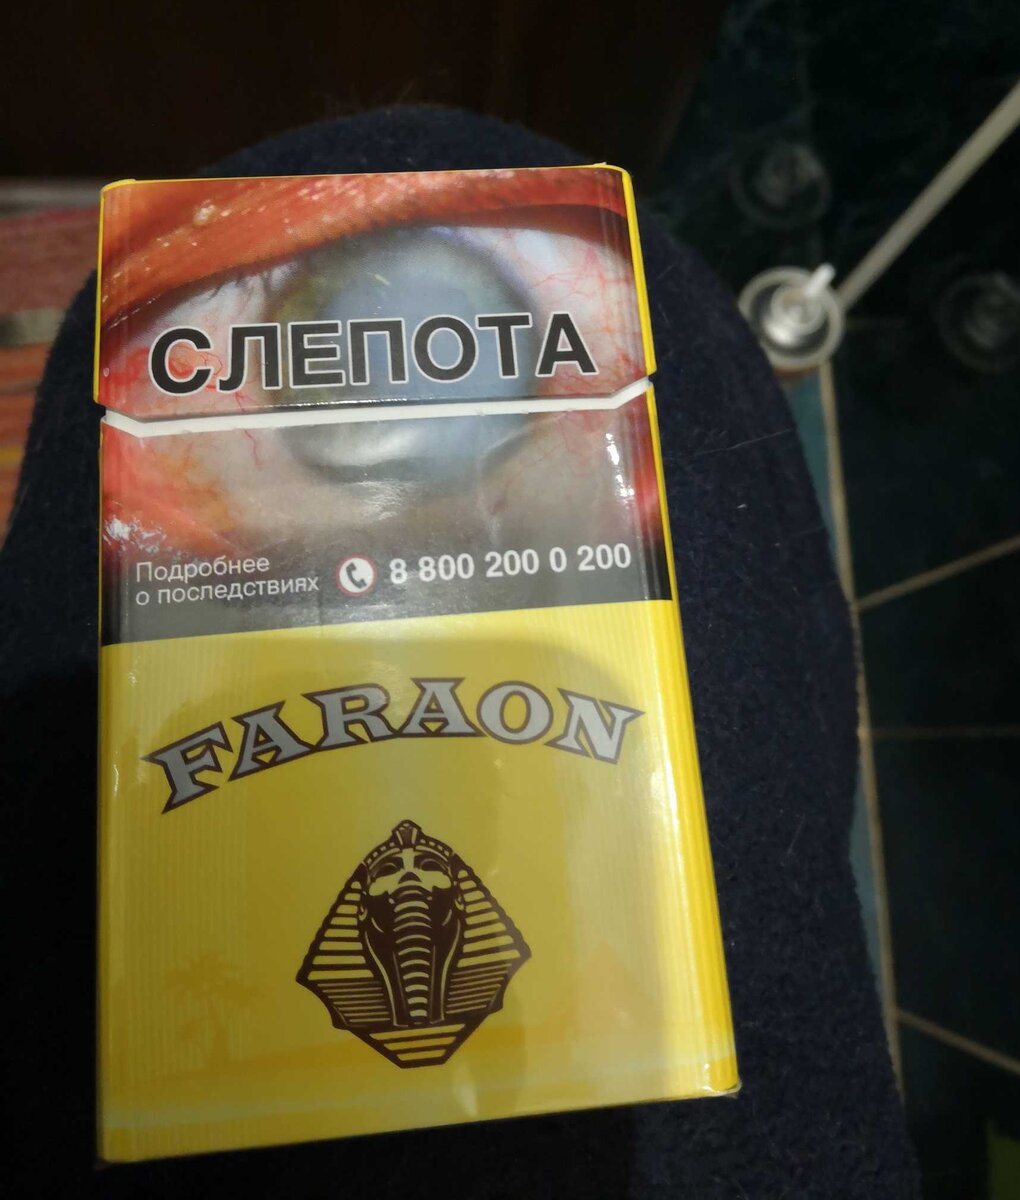 СЛЕПОТА
Подробнее
о последствиях
8 800 200 0 200
FARAON